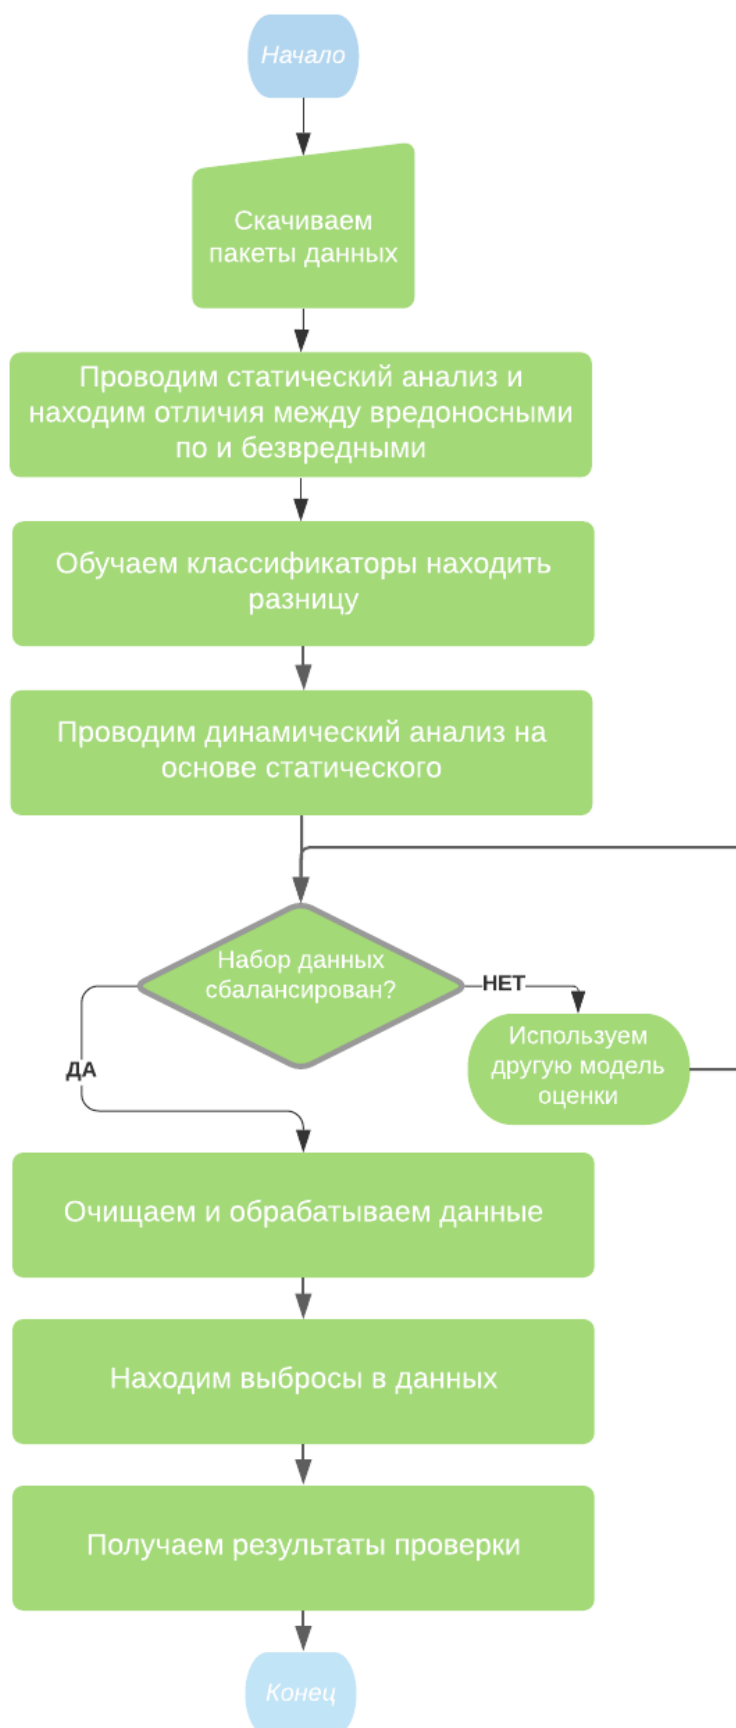 Начало
Скачиваем
пакеты данных
Проводим статический анализ и
находим отличия между вредоносными
по и безвредными
Обучаем классификаторы находить
разницу
Проводим динамический анализ на
основе статического
Набор данных
сбалансирован?
НЕТ
Используем
другую модель
оценки
ДА
Очищаем и обрабатываем данные
Находим выбросы в данных
Получаем результаты проверки
Конец